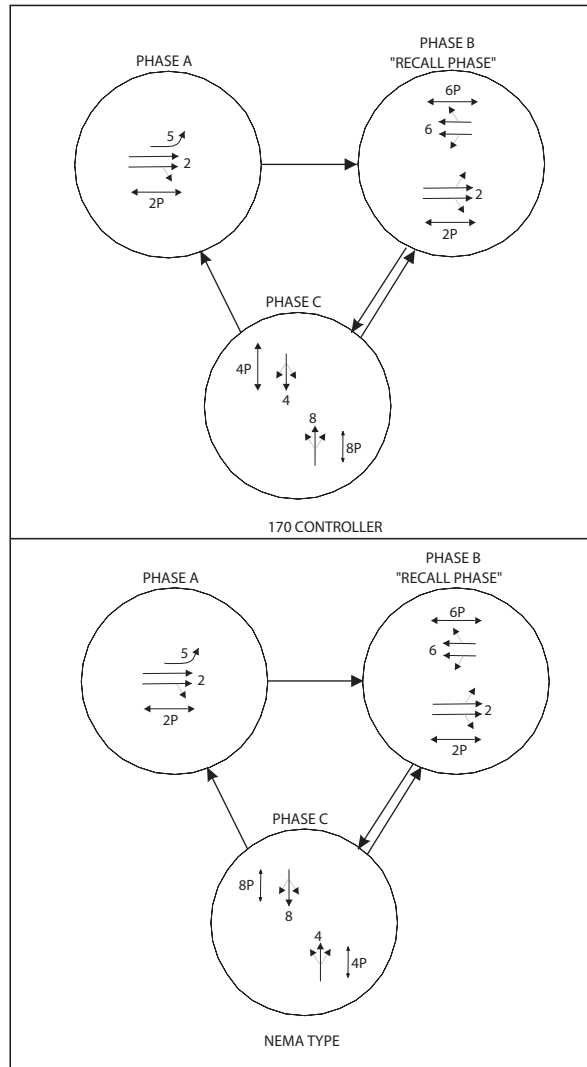 PHASE A
PHASE B
"RECALL PHASE"
5
2
2P
6P
6
2
2P
PHASE C
4P
4
8
8P
170 CONTROLLER
PHASE A
PHASE B
"RECALL PHASE"
5
2
2P
6P
6
2
2P
PHASE C
8P
8
4
4P
NEMA TYPE